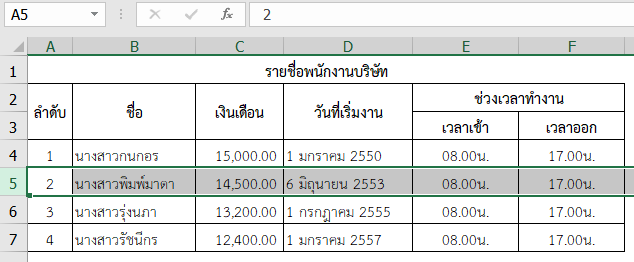 A5 fx 2
A B C D E F
1 รายชื่อพนักงานบริษัท
2 ลำดับ ชื่อ เงินเดือน วันที่เริ่มงาน ช่วงเวลาทำงาน
3 เวลาเข้า เวลาออก
4 1 นางสาวกนกอร 15,000.00 1 มกราคม 2550 08.00น. 17.00น.
5 2 นางสาวพิมพ์มาดา 14,500.00 6 มิถุนายน 2553 08.00น. 17.00น.
6 3 นางสาวรุ่งนภา 13,200.00 1 กรกฎาคม 2555 08.00น. 17.00น.
7 4 นางสาวรัชนีกร 12,400.00 1 มกราคม 2557 08.00น. 17.00น.